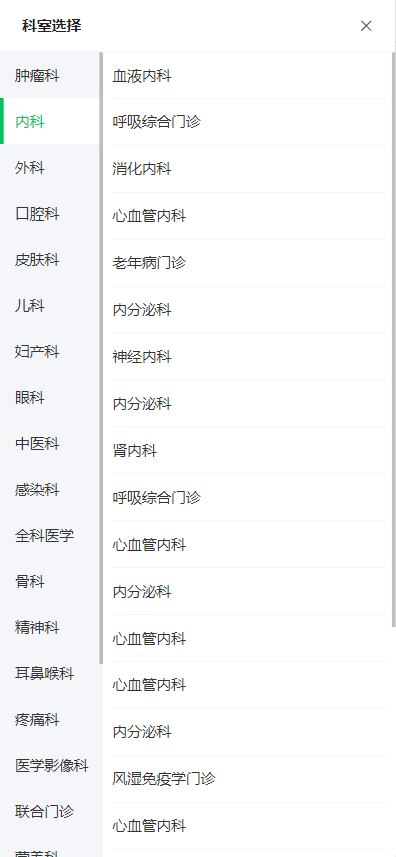 科室选择
肿瘤科
内科
外科
口腔科
皮肤科
儿科
妇产科
眼科
中医科
感染科
全科医学
骨科
精神科
耳鼻喉科
疼痛科
医学影像科
联合门诊
营养科
血液内科
呼吸综合门诊
消化内科
心血管内科
老年病门诊
内分泌科
神经内科
内分泌科
肾内科
呼吸综合门诊
心血管内科
内分泌科
心血管内科
心血管内科
内分泌科
风湿免疫学门诊
心血管内科